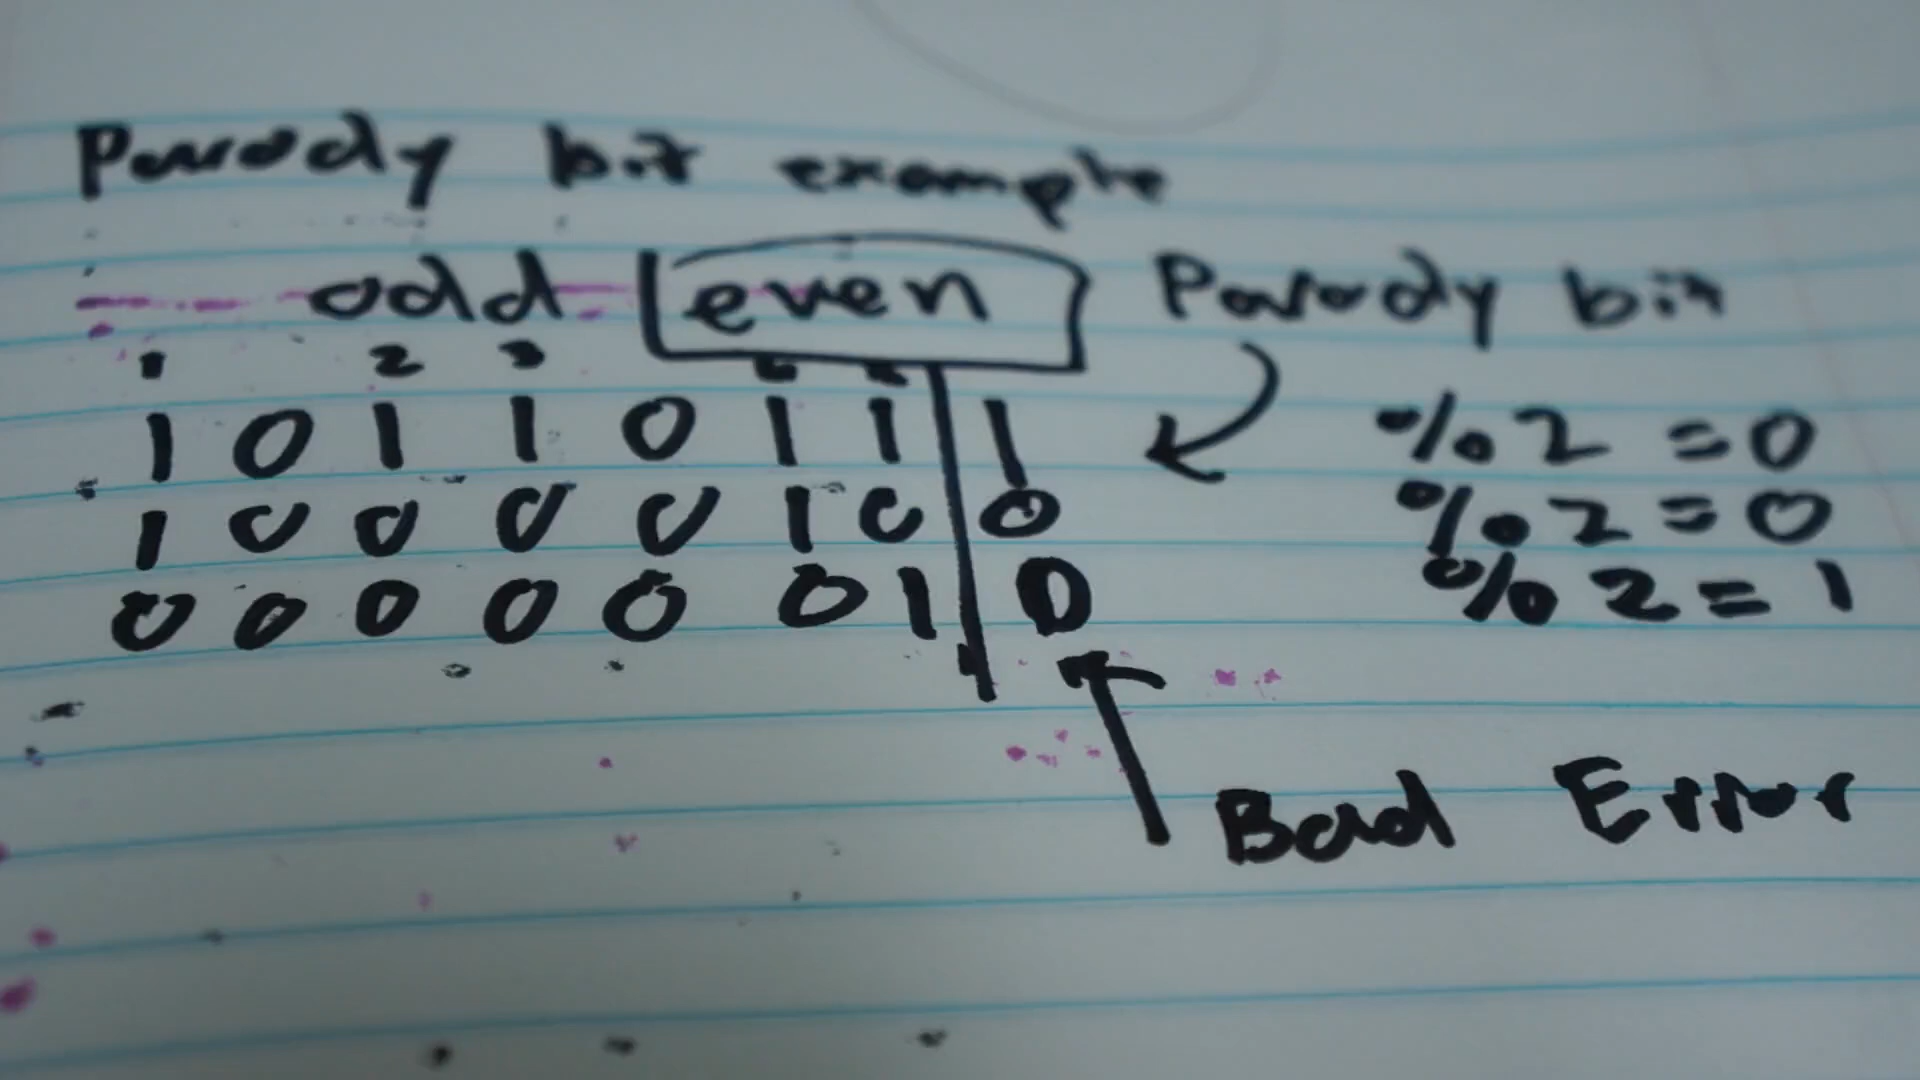 Parody bit example
odd even Parody bit
1 2 3
1 0 1 1 0 1 1 1 % 2 = 0
1 0 0 0 0 1 0 0 % 2 = 0
0 0 0 0 0 0 1 0 % 2 = 1
Bad Error